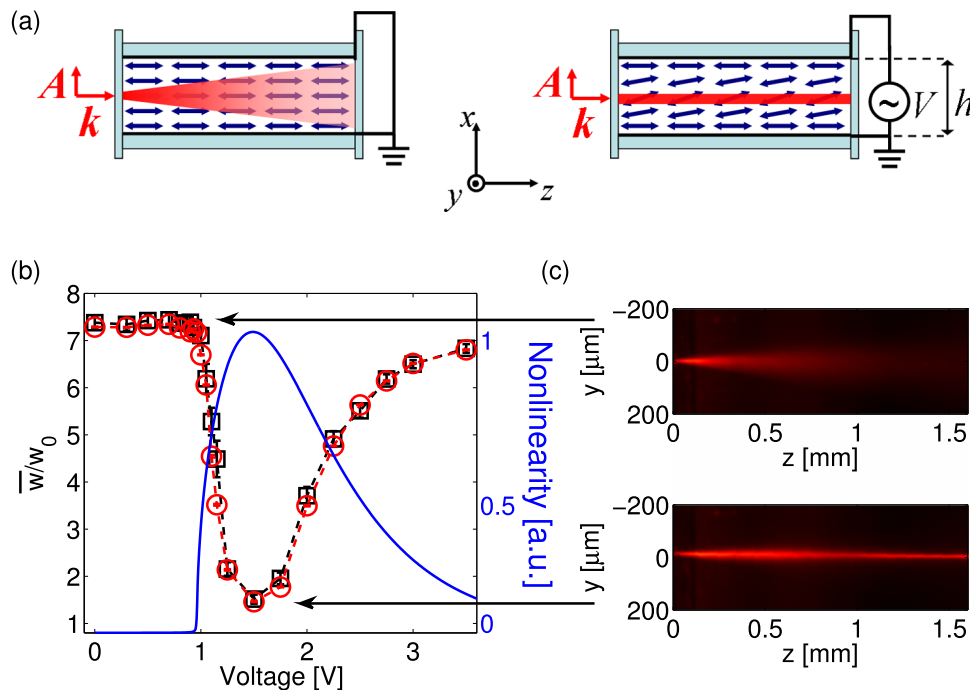 (a)
A
k
x
y
z
A
k
~
V
h
(b)
8
7
6
5
4
3
2
1
w̅/w₀
0
1
2
3
Voltage [V]
1
0.5
0
Nonlinearity [a.u.]
(c)
-200
0
200
y [µm]
0
0.5
1
1.5
z [mm]
-200
0
200
y [µm]
0
0.5
1
1.5
z [mm]